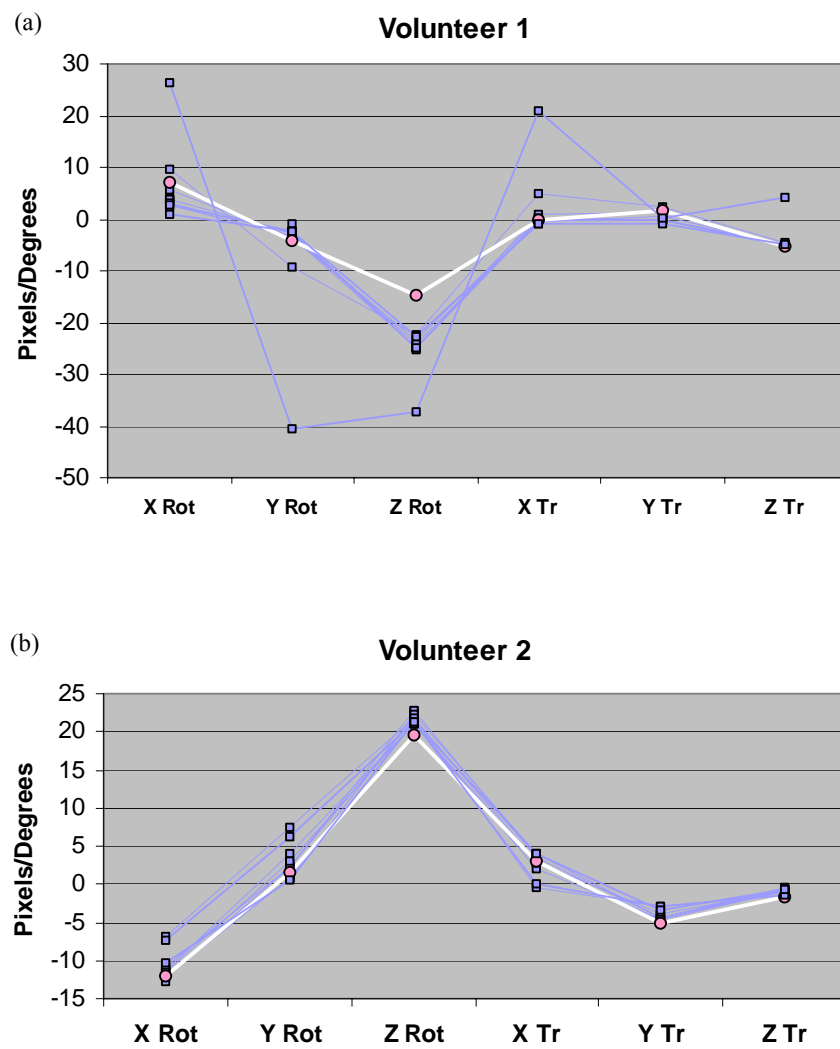 (a)
Volunteer 1
Pixels/Degrees
30
20
10
0
-10
-20
-30
-40
-50
X Rot Y Rot Z Rot X Tr Y Tr Z Tr
(b)
Volunteer 2
Pixels/Degrees
25
20
15
10
5
0
-5
-10
-15
X Rot Y Rot Z Rot X Tr Y Tr Z Tr